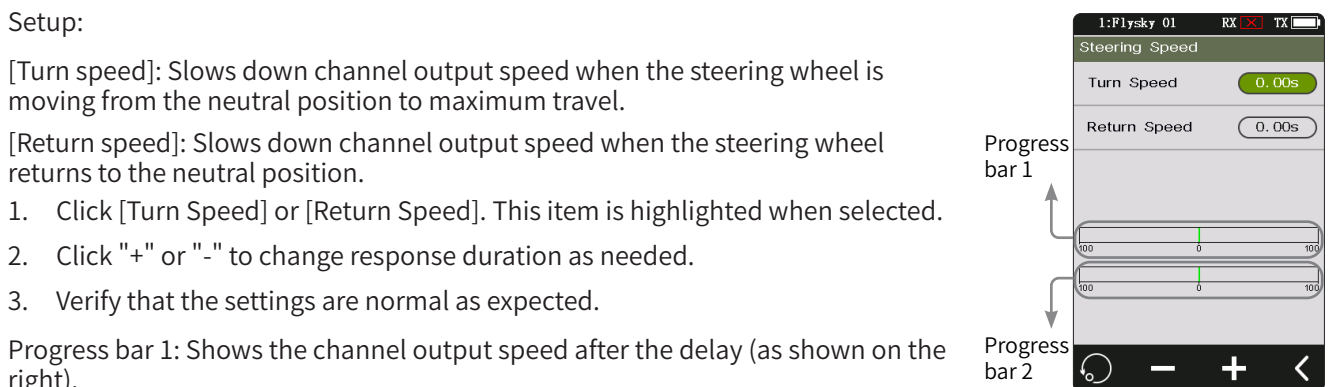 Setup:
[Turn speed]: Slows down channel output speed when the steering wheel is
moving from the neutral position to maximum travel.
[Return speed]: Slows down channel output speed when the steering wheel
returns to the neutral position.
1. Click [Turn Speed] or [Return Speed]. This item is highlighted when selected.
2. Click "+" or "-" to change response duration as needed.
3. Verify that the settings are normal as expected.
Progress bar 1: Shows the channel output speed after the delay (as shown on the
right).
1:Flysky 01 RX TX
Steering Speed
Turn Speed 0.00s
Return Speed 0.00s
Progress
bar 1
100 0 100
100 0 100
Progress
bar 2